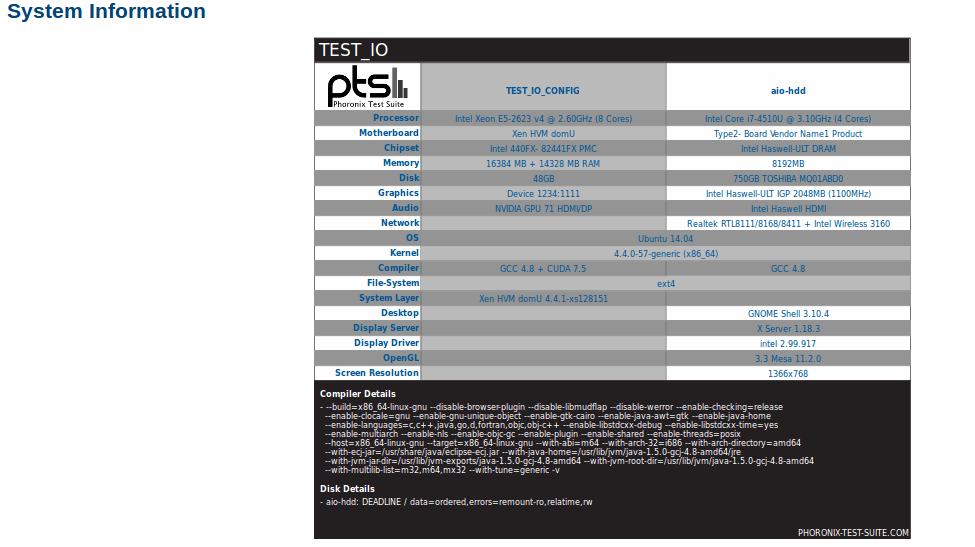 System Information
TEST_IO
pts
Phoronix Test Suite
TEST_IO_CONFIG aio-hdd
Processor Intel Xeon E5-2623 v4 @ 2.60GHz (8 Cores) Intel Core i7-4510U @ 3.10GHz (4 Cores)
Motherboard Xen HVM domU Type2- Board Vendor Name1 Product
Chipset Intel 440FX- 82441FX PMC Intel Haswell-ULT DRAM
Memory 16384 MB + 14328 MB RAM 8192MB
Disk 48GB 750GB TOSHIBA MQ01ABD0
Graphics Device 1234:1111 Intel Haswell-ULT IGP 2048MB (1100MHz)
Audio NVIDIA GPU 71 HDMI/DP Intel Haswell HDMI
Network Realtek RTL8111/8168/8411 + Intel Wireless 3160
OS Ubuntu 14.04
Kernel 4.4.0-57-generic (x86_64)
Compiler GCC 4.8 + CUDA 7.5 GCC 4.8
File-System ext4
System Layer Xen HVM domU 4.4.1-xs128151
Desktop GNOME Shell 3.10.4
Display Server X Server 1.18.3
Display Driver intel 2.99.917
OpenGL 3.3 Mesa 11.2.0
Screen Resolution 1366x768
Compiler Details
- --build=x86_64-linux-gnu --disable-browser-plugin --disable-libmudflap --disable-werror --enable-checking=release
--enable-clocale=gnu --enable-gnu-unique-object --enable-gtk-cairo --enable-java-awt=gtk --enable-java-home
--enable-languages=c,c++,java,go,d,fortran,objc,obj-c++ --enable-libstdcxx-debug --enable-libstdcxx-time=yes
--enable-multiarch --enable-nls --enable-objc-gc --enable-plugin --enable-shared --enable-threads=posix
--host=x86_64-linux-gnu --target=x86_64-linux-gnu --with-abi=m64 --with-arch-32=i686 --with-arch-directory=amd64
--with-ecj-jar=/usr/share/java/eclipse-ecj.jar --with-java-home=/usr/lib/jvm/java-1.5.0-gcj-4.8-amd64/jre
--with-jvm-jar-dir=/usr/lib/jvm-exports/java-1.5.0-gcj-4.8-amd64 --with-jvm-root-dir=/usr/lib/jvm/java-1.5.0-gcj-4.8-amd64
--with-multilib-list=m32,m64,mx32 --with-tune=generic -v
Disk Details
- aio-hdd: DEADLINE / data=ordered,errors=remount-ro,relatime,rw
PHORONIX-TEST-SUITE.COM